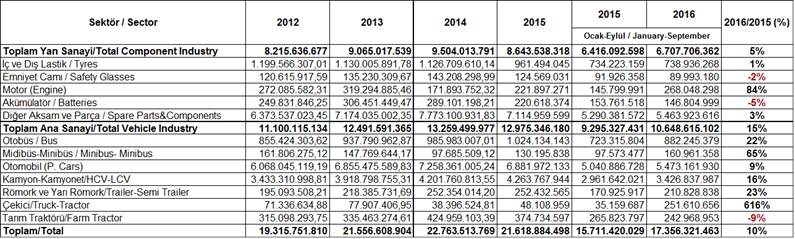 Sektör / Sector 2012 2013 2014 2015 2015 2016 2016/2015 (%)
Ocak-Eylül / January-September
Toplam Yan Sanayi/Total Component Industry 8.215.636.677 9.065.017.539 9.504.013.791 8.643.538.318 6.416.092.598 6.707.706.362 5%
İç ve Dış Lastik / Tyres 1.199.566.307,01 1.130.005.891,78 1.126.709.610,14 961.494.045 734.223.159 738.936.268 1%
Emniyet Camı / Safety Glasses 120.615.917,59 135.230.309,67 143.208.298,99 124.569.031 91.926.358 89.993.180 -2%
Motor (Engine) 272.085.582,31 319.294.885,46 171.893.752,32 221.897.271 145.799.991 268.048.298 84%
Akümülatör / Batteries 249.831.846,25 306.451.449,47 289.101.198,21 220.618.374 153.761.518 146.804.999 -5%
Diğer Aksam ve Parça / Spare Parts&Components 6.373.537.023,45 7.174.035.002,35 7.773.100.931,83 7.114.959.599 5.290.381.572 5.463.923.616 3%
Toplam Ana Sanayi/Total Vehicle Industry 11.100.115.134 12.491.591.365 13.259.499.977 12.975.346.180 9.295.327.431 10.648.615.102 15%
Otobüs / Bus 855.424.303,62 937.790.962,87 985.983.007,01 1.024.134.143 723.315.804 882.245.379 22%
Midibüs-Minibüs / Minibus- Minibus 161.806.275,12 147.769.644,17 97.685.509,12 130.195.838 97.573.477 160.961.358 65%
Otomobil (P. Cars) 6.068.045.119,19 6.855.475.589,83 7.258.361.005,24 6.881.972.133 5.040.886.728 5.473.161.930 9%
Kamyon-Kamyonet/HCV-LCV 3.433.310.998,81 3.918.798.755,31 4.201.760.813,55 4.263.767.944 2.961.642.021 3.426.837.987 16%
Römork ve Yarı Römork/Trailer-Semi Trailer 195.093.508,21 218.385.731,69 252.354.014,20 252.432.565 170.925.917 210.828.838 23%
Çekici/Truck-Tractor 71.336.634,88 77.907.406,95 38.396.524,81 48.108.959 35.159.687 251.610.656 616%
Tarım Traktörü/Farm Tractor 315.098.293,75 335.463.274,61 424.959.103,39 374.734.597 265.823.797 242.968.953 -9%
Toplam/Total 19.315.751.810 21.556.608.904 22.763.513.769 21.618.884.498 15.711.420.029 17.356.321.463 10%